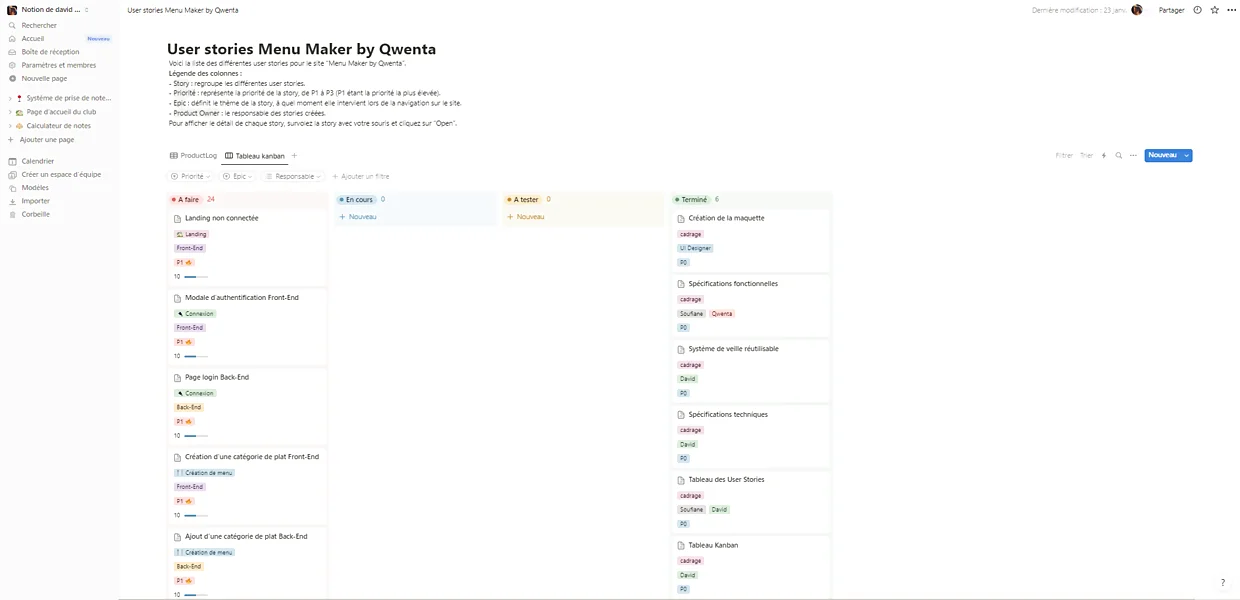 Notion de david ...
User stories Menu Maker by Qwenta
Dernière modification : 23 janv.
Partager
Rechercher
Accueil
Nouveau
Boîte de réception
Paramètres et membres
Nouvelle page
Système de prise de note...
Page d'accueil du club
Calculateur de notes
Ajouter une page
Calendrier
Créer un espace d'équipe
Modèles
Importer
Corbeille
User stories Menu Maker by Qwenta
Voici la liste des différentes user stories pour le site "Menu Maker by Qwenta".
Légende des colonnes :
- Story : regroupe les différentes user stories.
- Priorité : représente la priorité de la story, de P1 à P3 (P1 étant la priorité la plus élevée).
- Epic : définit le thème de la story, à quel moment elle intervient lors de la navigation sur le site.
- Product Owner : le responsable des stories créées.
Pour afficher le détail de chaque story, survolez la story avec votre souris et cliquez sur "Open".
ProductLog
Tableau kanban
Filtrer
Trier
Nouveau
Priorité
Epic
Responsable
+ Ajouter un filtre
A faire 24
Landing non connectée
Landing
Front-End
P1
10
Modale d'authentification Front-End
Connexion
Front-End
P1
10
Page login Back-End
Connexion
Back-End
P1
10
Création d'une catégorie de plat Front-End
Création de menu
Front-End
P1
10
Ajout d'une catégorie de plat Back-End
Création de menu
Back-End
P1
10
En cours 0
+ Nouveau
A tester 0
+ Nouveau
Terminé 6
Création de la maquette
cadrage
UI Designer
P0
Spécifications fonctionnelles
cadrage
Soufiane Qwenta
P0
Système de veille réutilisable
cadrage
David
P0
Spécifications techniques
cadrage
David
P0
Tableau des User Stories
cadrage
Soufiane David
P0
Tableau Kanban
cadrage
David
P0
?